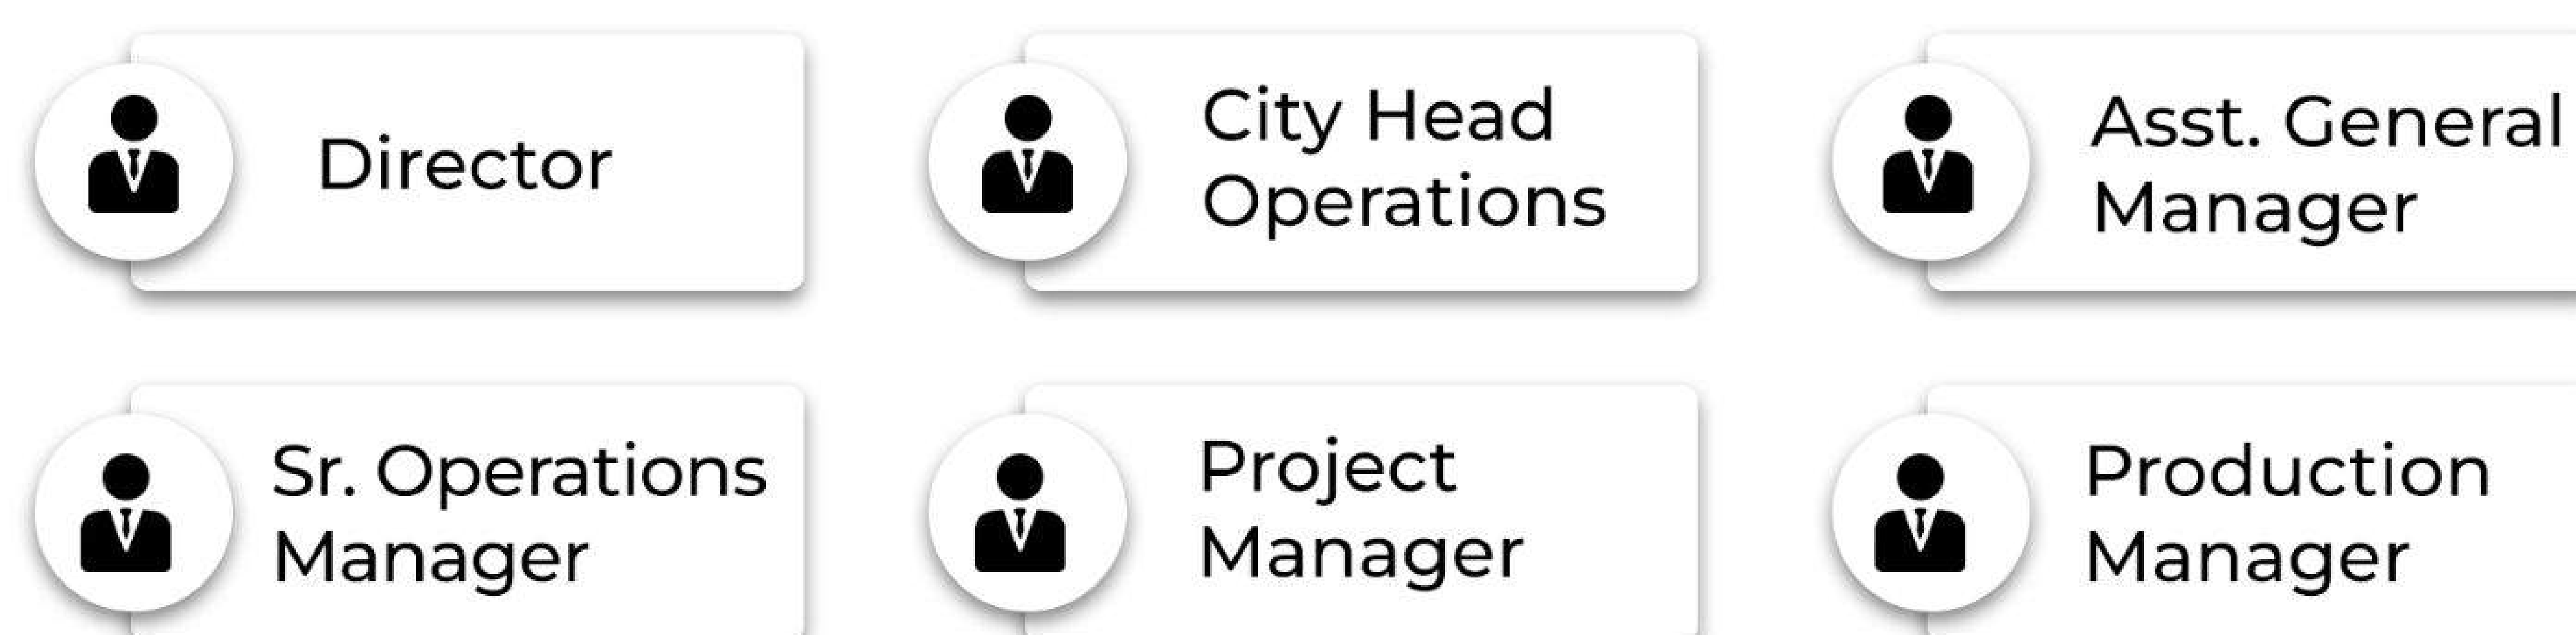 Director
City Head
Operations
Asst. General
Manager
Sr. Operations
Manager
Project
Manager
Production
Manager